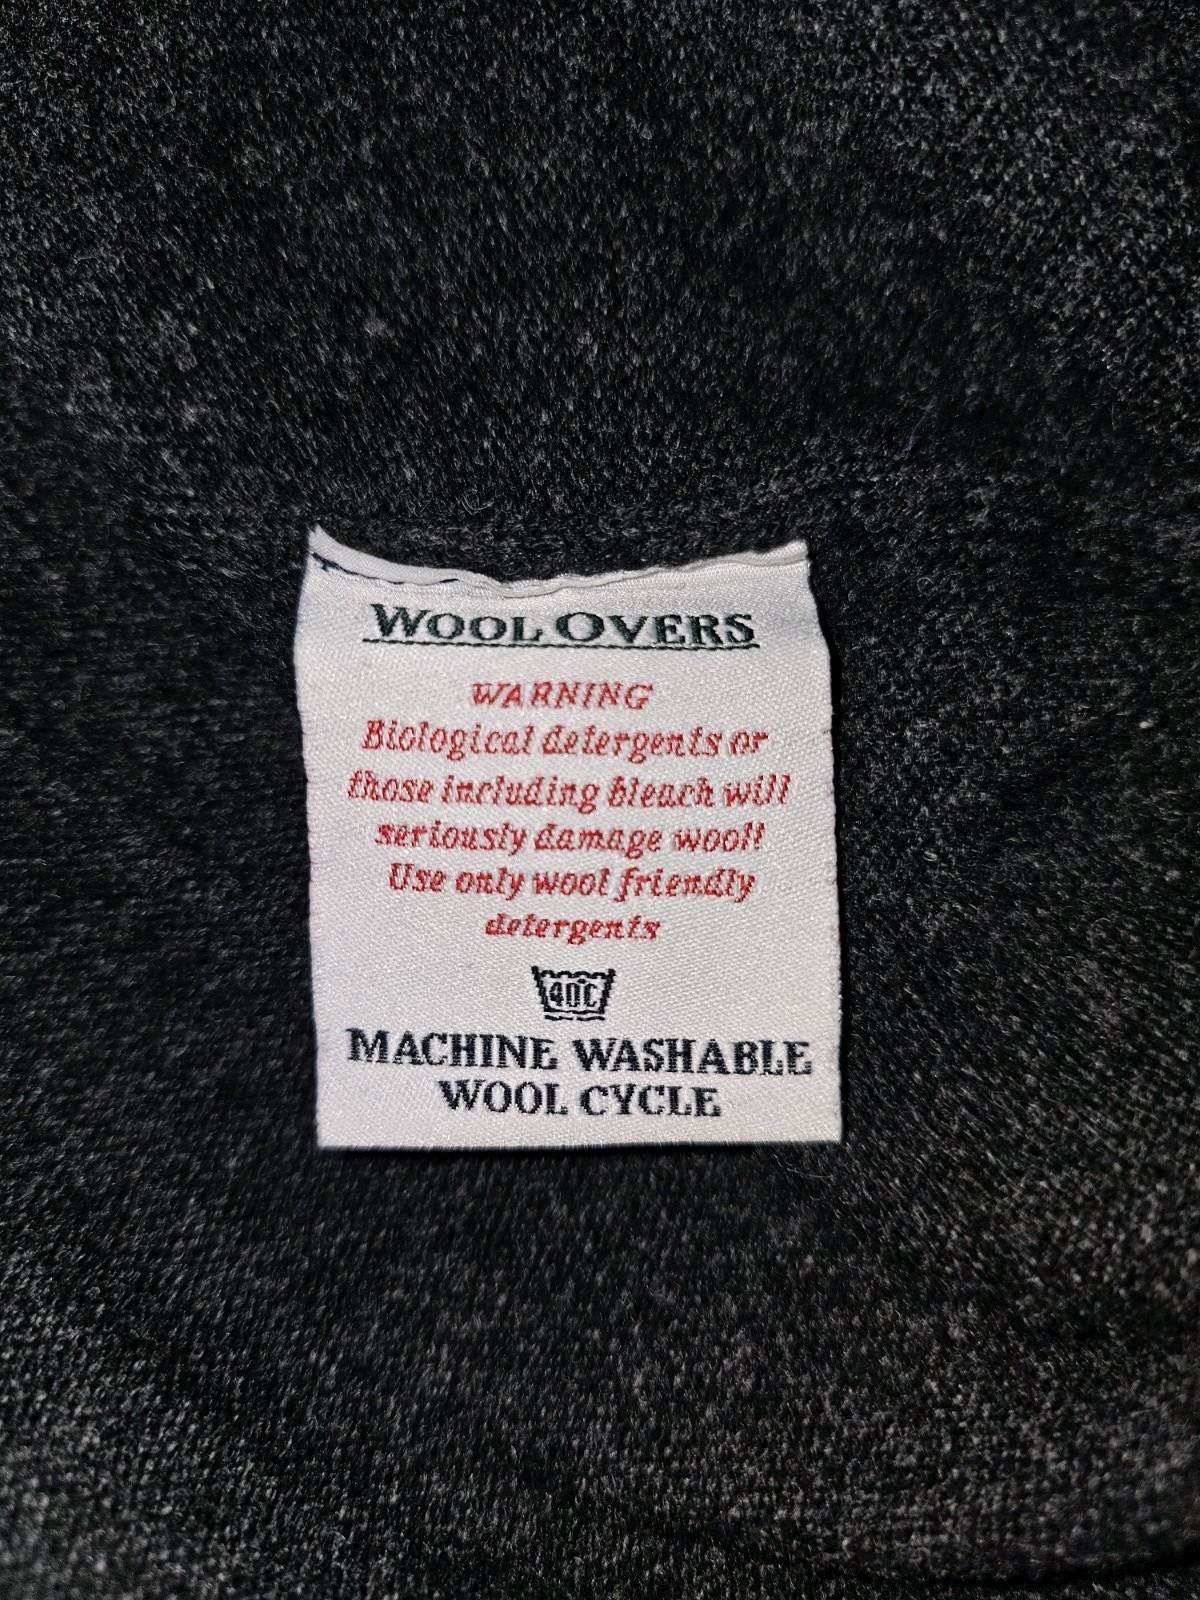 WOOL OVERS
WARNING
Biological detergents or
those including bleach will
seriously damage wool!
Use only wool friendly
detergents
40°C
MACHINE WASHABLE
WOOL CYCLE